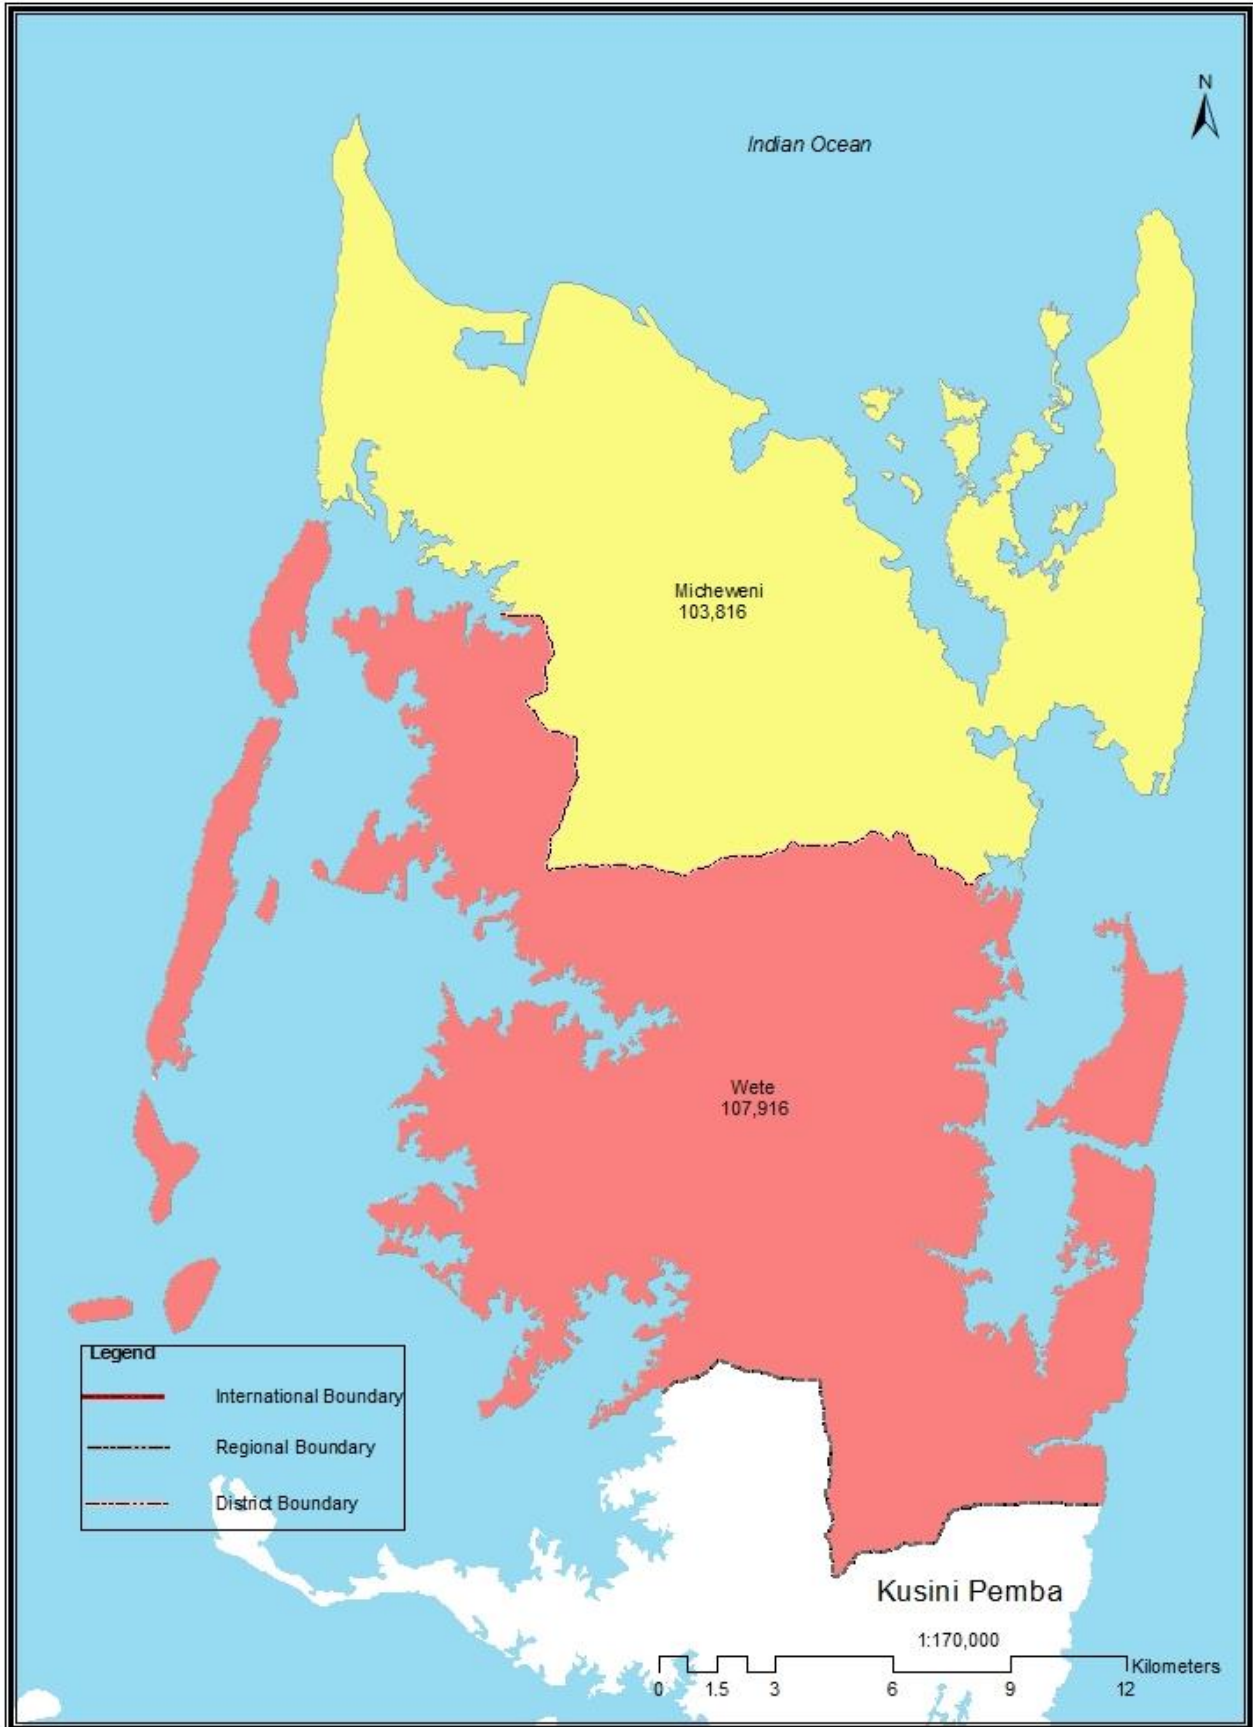 N
Indian Ocean
Micheweni
103,816
Wete
107,916
Legend
International Boundary
Regional Boundary
District Boundary
Kusini Pemba
1:170,000
Kilometers
0 1.5 3 6 9 12